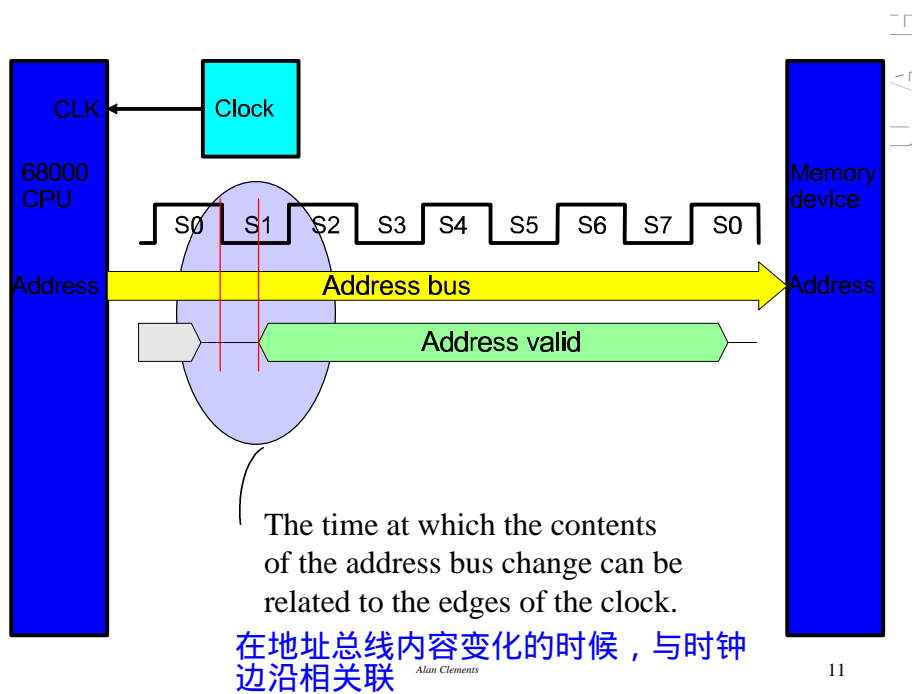 CLK
Clock
68000
CPU
Memory
device
S0 S1 S2 S3 S4 S5 S6 S7 S0
Address
Address bus
Address
Address valid
The time at which the contents
of the address bus change can be
related to the edges of the clock.
在地址总线内容变化的时候，与时钟
边沿相关联
Alan Clements
11